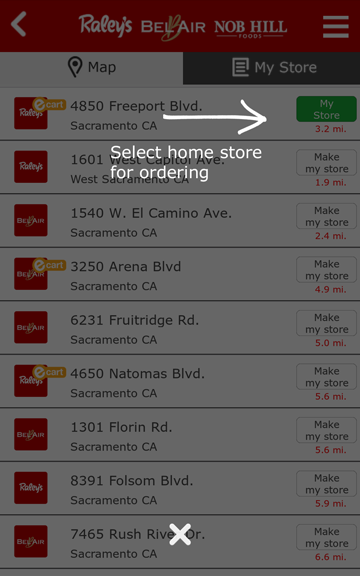 Raley's BELAIR NOB HILL
FOODS
Map My Store
ecart
Raley's
4850 Freeport Blvd.
Sacramento CA
My
Store
3.2 mi.
Select home store
for ordering
Raley's
1601 West Capitol Ave.
West Sacramento CA
Make
my store
1.9 mi.
BELAIR
1540 W. El Camino Ave.
Sacramento CA
Make
my store
2.4 mi.
ecart
BELAIR
3250 Arena Blvd
Sacramento CA
Make
my store
4.9 mi.
BELAIR
6231 Fruitridge Rd.
Sacramento CA
Make
my store
5.0 mi.
ecart
Raley's
4650 Natomas Blvd.
Sacramento CA
Make
my store
5.6 mi.
BELAIR
1301 Florin Rd.
Sacramento CA
Make
my store
5.6 mi.
Raley's
8391 Folsom Blvd.
Sacramento CA
Make
my store
5.9 mi.
BELAIR
7465 Rush River Dr.
Sacramento CA
Make
my store
6.6 mi.